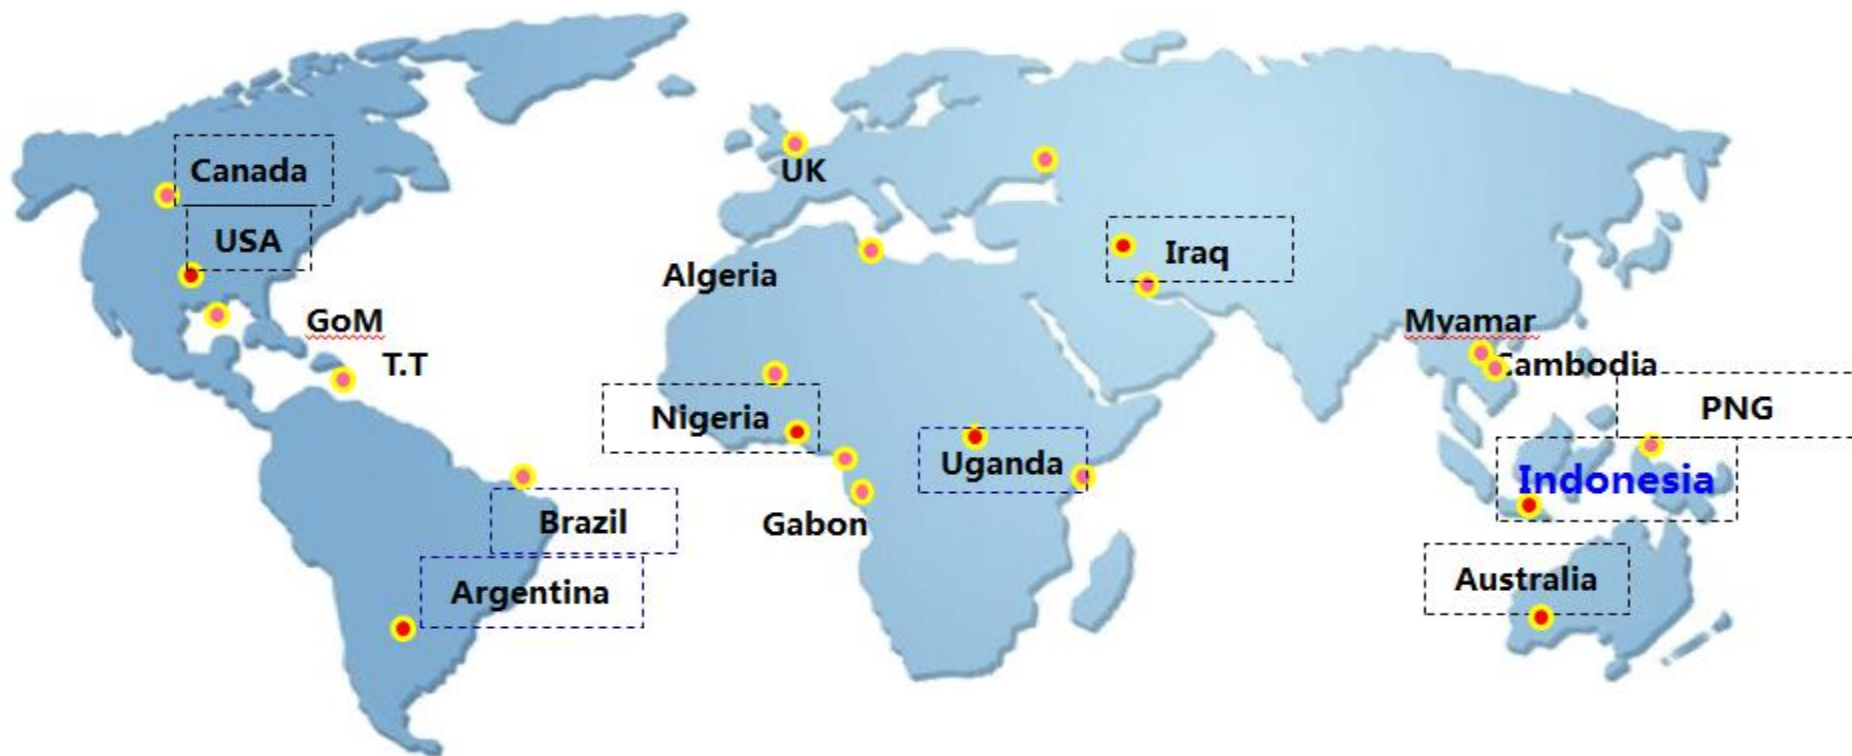 Canada
USA
GoM
T.T
Brazil
Argentina
UK
Algeria
Nigeria
Gabon
Uganda
Iraq
Myamar
Cambodia
PNG
Indonesia
Australia